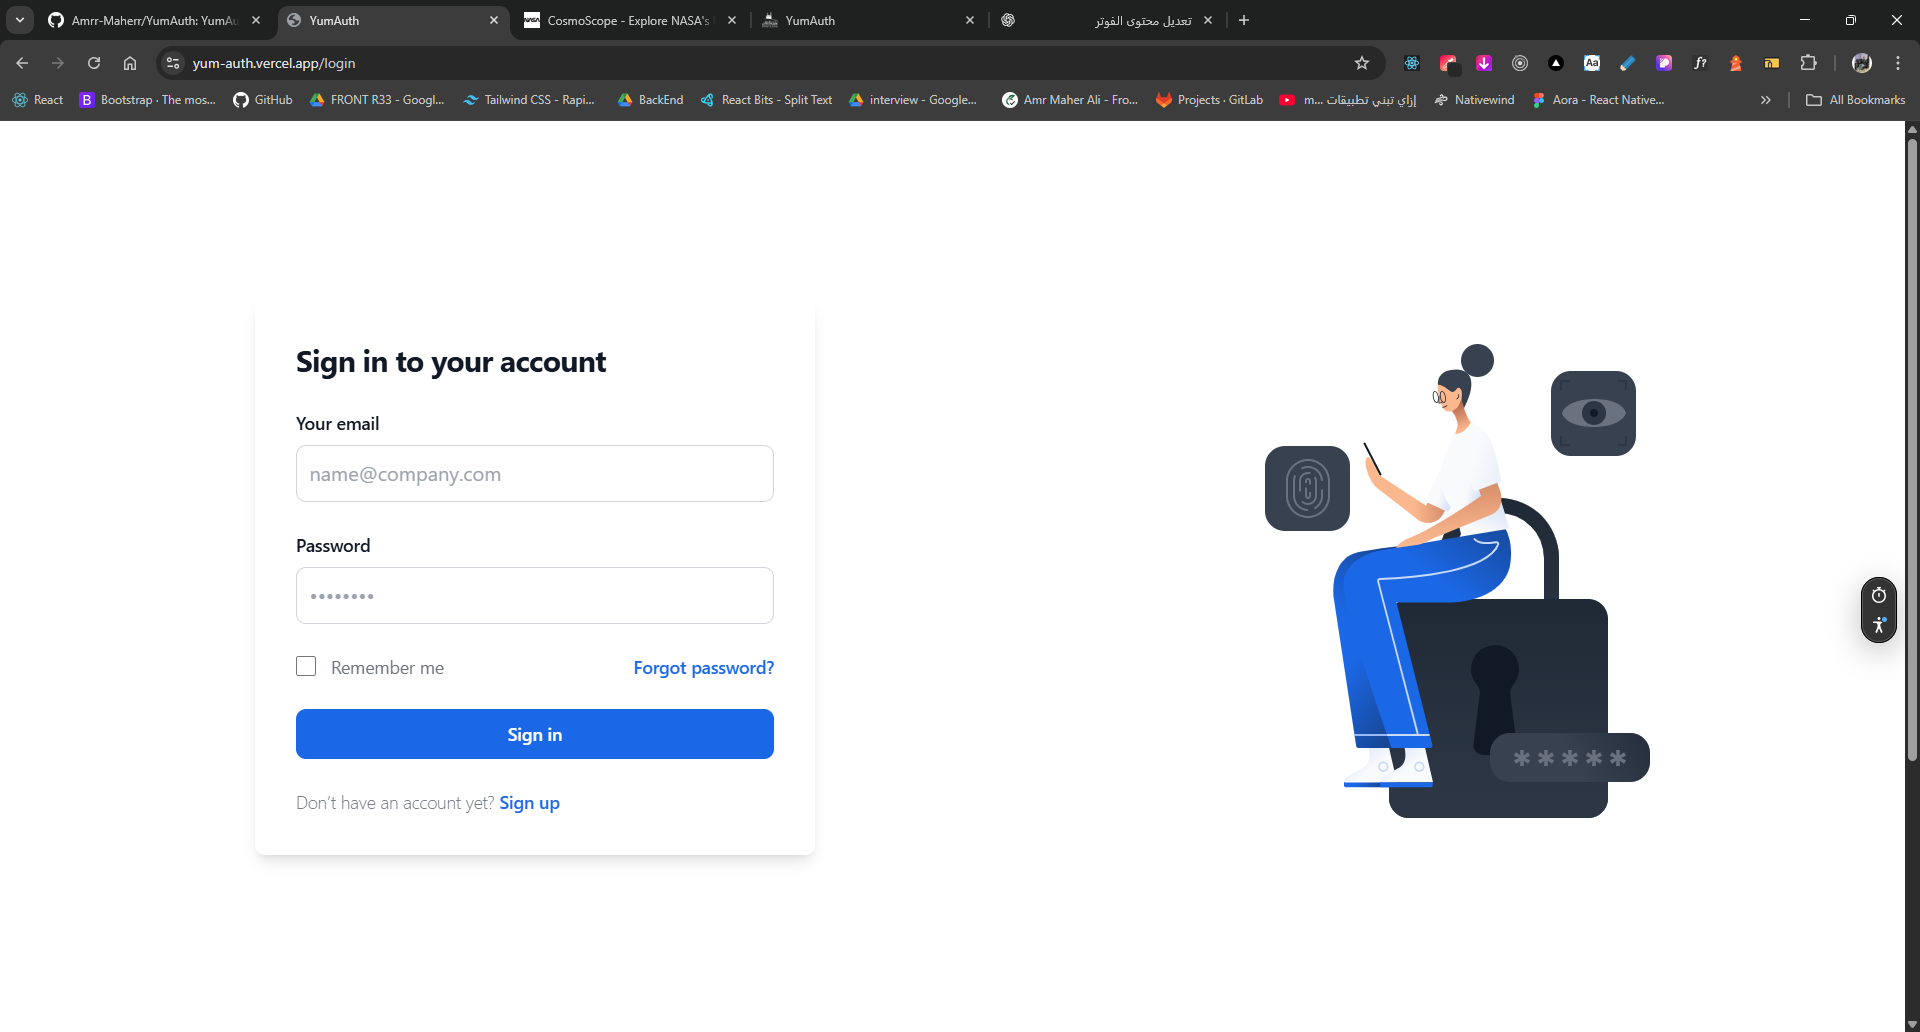 Amrr-Maherr/YumAuth: YumAu
YumAuth
CosmoScope - Explore NASA's
YumAuth
تعديل محتوى الفوتر
yum-auth.vercel.app/login
React
Bootstrap · The mos...
GitHub
FRONT R33 - Googl...
Tailwind CSS - Rapi...
BackEnd
React Bits - Split Text
interview - Google...
Amr Maher Ali - Fro...
Projects · GitLab
إزاي تبني تطبيقات m...
Nativewind
Aora - React Native...
All Bookmarks
Sign in to your account
Your email
name@company.com
Password
••••••••
Remember me
Forgot password?
Sign in
Don't have an account yet? Sign up
*****